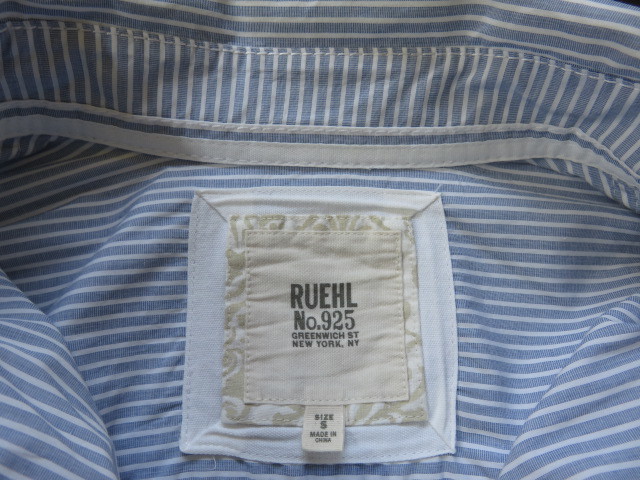 RUEHL
No.925
GREENWICH ST
NEW YORK, NY
SIZE
S
MADE IN
CHINA